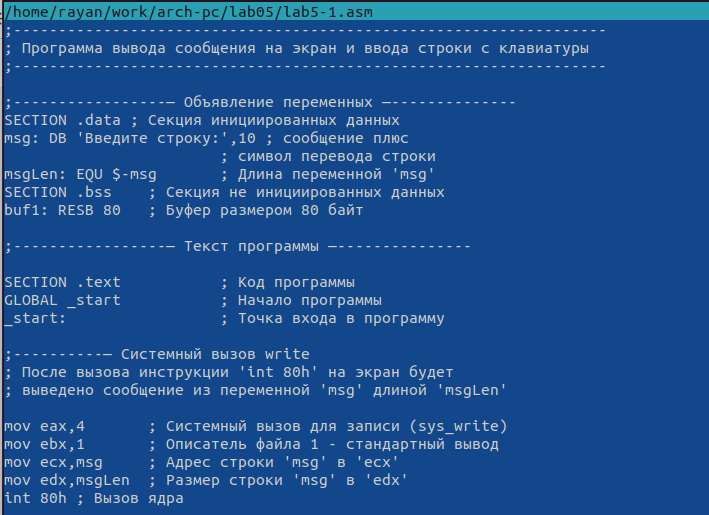 /home/rayan/work/arch-pc/lab05/lab5-1.asm
;------------------------------------------------------------------
; Программа вывода сообщения на экран и ввода строки с клавиатуры
;------------------------------------------------------------------
;-----------------— Объявление переменных —--------------
SECTION .data ; Секция инициированных данных
msg: DB 'Введите строку:',10 ; сообщение плюс
; символ перевода строки
msgLen: EQU $-msg ; Длина переменной 'msg'
SECTION .bss ; Секция не инициированных данных
buf1: RESB 80 ; Буфер размером 80 байт
;-----------------— Текст программы —---------------
SECTION .text ; Код программы
GLOBAL _start ; Начало программы
_start: ; Точка входа в программу
;----------— Системный вызов write
; После вызова инструкции 'int 80h' на экран будет
; выведено сообщение из переменной 'msg' длиной 'msgLen'
mov eax,4 ; Системный вызов для записи (sys_write)
mov ebx,1 ; Описатель файла 1 - стандартный вывод
mov ecx,msg ; Адрес строки 'msg' в 'ecx'
mov edx,msgLen ; Размер строки 'msg' в 'edx'
int 80h ; Вызов ядра